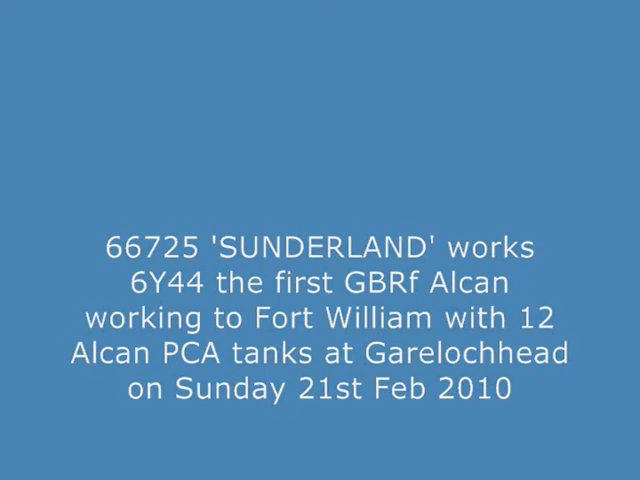 66725 'SUNDERLAND' works
6Y44 the first GBRf Alcan
working to Fort William with 12
Alcan PCA tanks at Garelochhead
on Sunday 21st Feb 2010